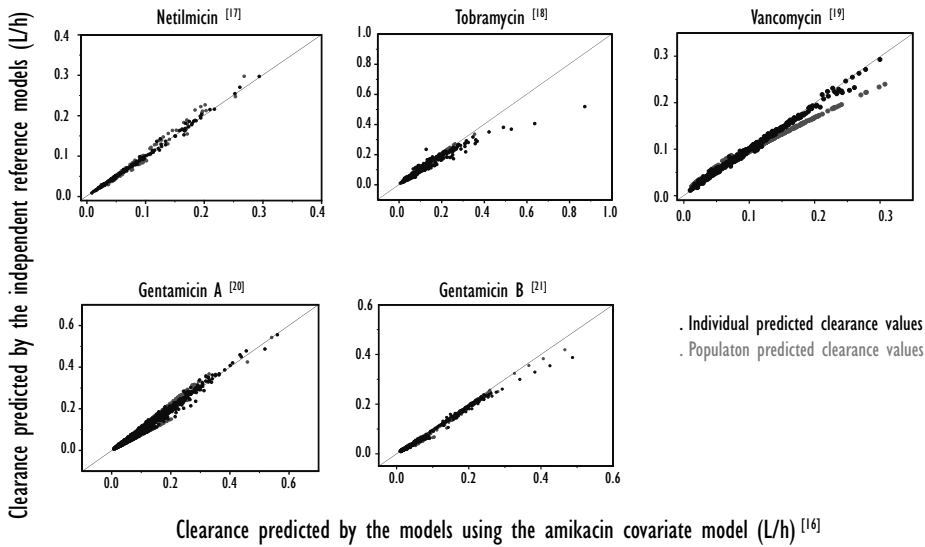 Netilmicin [17]
Tobramycin [18]
Vancomycin [19]
0.4
0.3
0.2
0.1
0.0
0.0 0.1 0.2 0.3 0.4
1.0
0.8
0.6
0.4
0.2
0.0
0.0 0.2 0.4 0.6 0.8 1.0
0.3
0.2
0.1
0.0
0.0 0.1 0.2 0.3
Clearance predicted by the independent reference models (L/h)
Gentamicin A [20]
Gentamicin B [21]
0.6
0.4
0.2
0.0
0.0 0.2 0.4 0.6
0.6
0.4
0.2
0.0
0.0 0.2 0.4 0.6
. Individual predicted clearance values
. Populaton predicted clearance values
Clearance predicted by the models using the amikacin covariate model (L/h) [16]